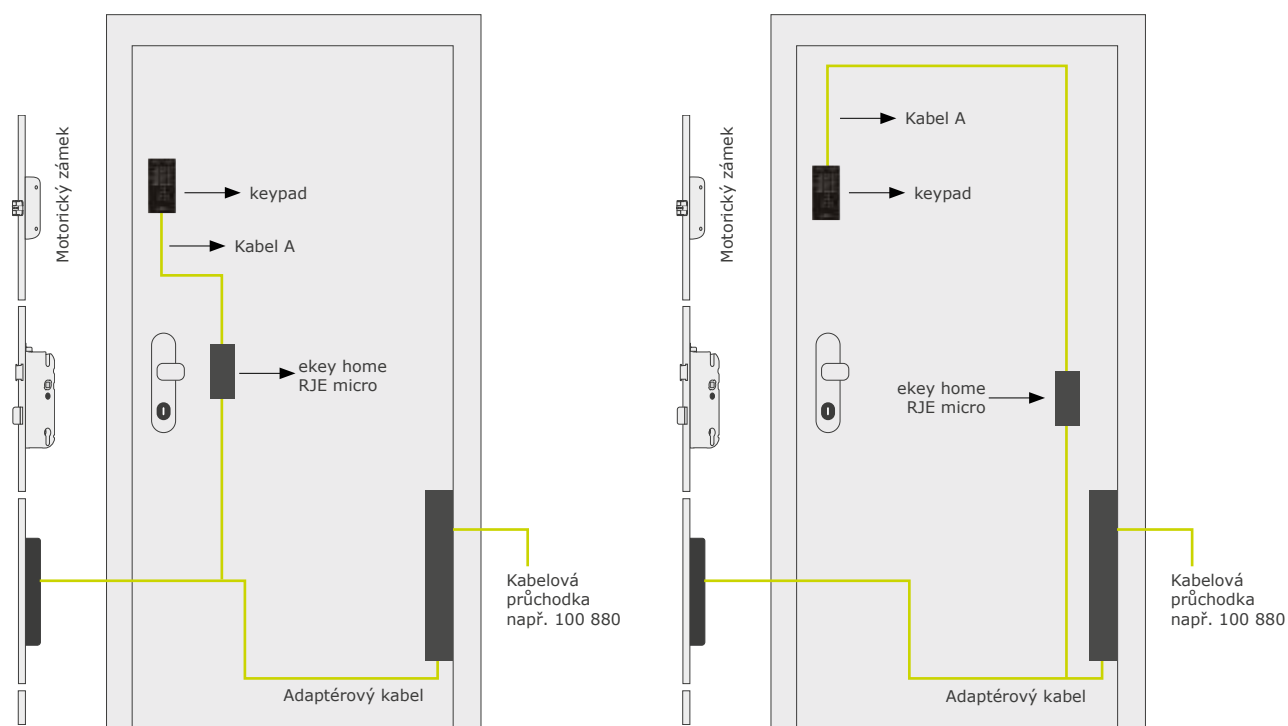 Motorický zámek
keypad
Kabel A
ekey home
RJE micro
Kabelová
průchodka
např. 100 880
Adaptérový kabel
Motorický zámek
Kabel A
keypad
ekey home
RJE micro
Kabelová
průchodka
např. 100 880
Adaptérový kabel